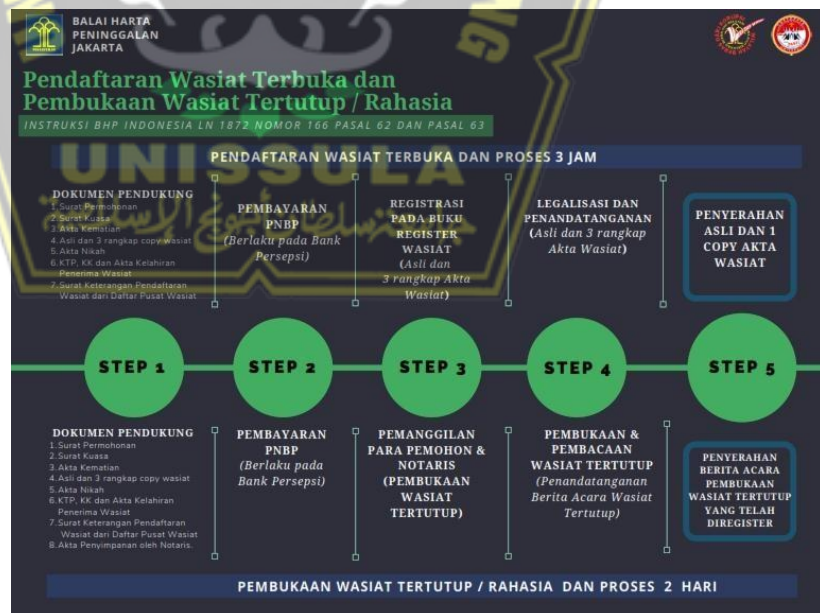 BALAI HARTA
PENINGGALAN
JAKARTA
Pendaftaran Wasiat Terbuka dan
Pembukaan Wasiat Tertutup / Rahasia
INSTRUKSI BHP INDONESIA LN 1872 NOMOR 166 PASAL 62 DAN PASAL 63
PENDAFTARAN WASIAT TERBUKA DAN PROSES 3 JAM
UNISSULA
DOKUMEN PENDUKUNG
1. Surat Permohonan
2. Surat Kuasa
3. Akta Kematian
4. Asli dan 3 rangkap copy wasiat
5. Akta Nikah
6. KTP, KK dan Akta Kelahiran
Penerima Wasiat
7. Surat Keterangan Pendaftaran
Wasiat dari Daftar Pusat Wasiat
PEMBAYARAN
PNBP
(Berlaku pada Bank
Persepsi)
REGISTRASI
PADA BUKU
REGISTER
WASIAT
(Asli dan
3 rangkap Akta
Wasiat)
LEGALISASI DAN
PENANDATANGANAN
(Asli dan 3 rangkap
Akta Wasiat)
PENYERAHAN
ASLI DAN 1
COPY AKTA
WASIAT
STEP 1
STEP 2
STEP 3
STEP 4
STEP 5
DOKUMEN PENDUKUNG
1. Surat Permohonan
2. Surat Kuasa
3. Akta Kematian
4. Asli dan 3 rangkap copy wasiat
5. Akta Nikah
6. KTP, KK dan Akta Kelahiran
Penerima Wasiat
7. Surat Keterangan Pendaftaran
Wasiat dari Daftar Pusat Wasiat
8. Akta Penyimpanan oleh Notaris.
PEMBAYARAN
PNBP
(Berlaku pada
Bank Persepsi)
PEMANGGILAN
PARA PEMOHON &
NOTARIS
(PEMBUKAAN
WASIAT
TERTUTUP)
PEMBUKAAN &
PEMBACAAN
WASIAT TERTUTUP
(Penandatanganan
Berita Acara Wasiat
Tertutup)
PENYERAHAN
BERITA ACARA
PEMBUKAAN
WASIAT TERTUTUP
YANG TELAH
DIREGISTER
PEMBUKAAN WASIAT TERTUTUP / RAHASIA DAN PROSES 2 HARI